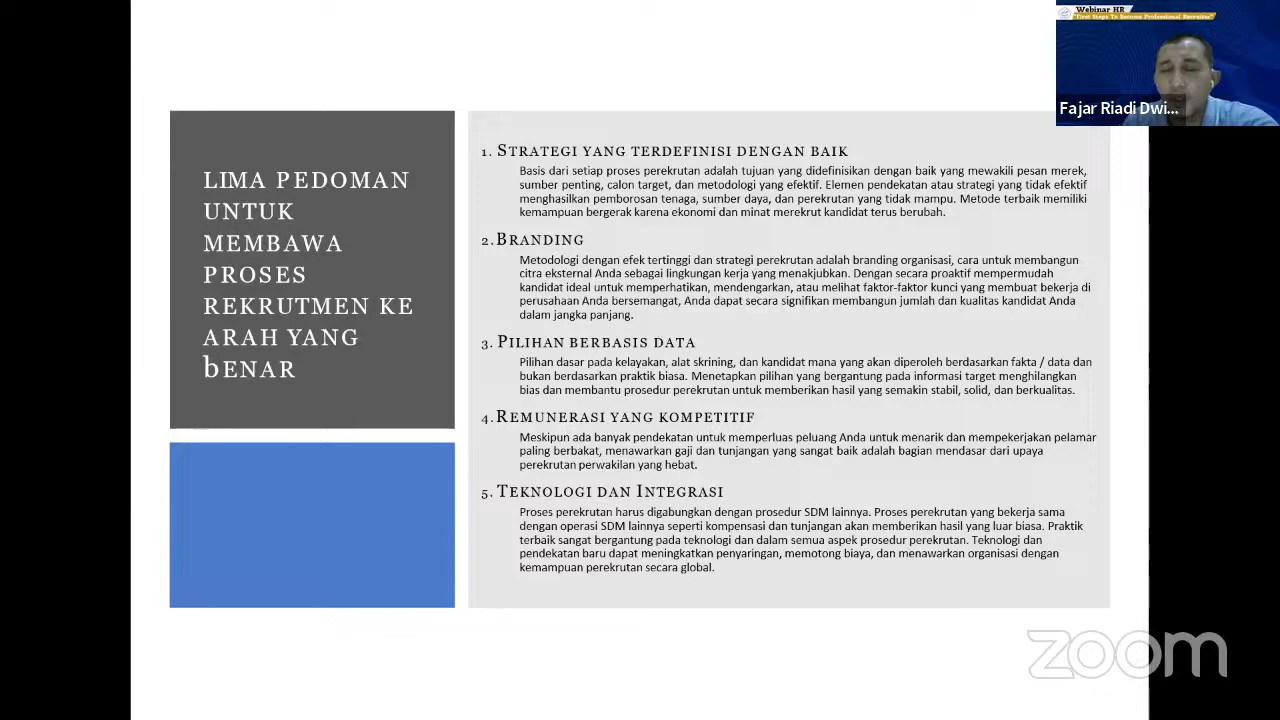 Webinar HR
"First Steps To Become Professional Recruiter"
Fajar Riadi Dwi...
LIMA PEDOMAN
UNTUK
MEMBAWA
PROSES
REKRUTMEN KE
ARAH YANG
bENAR
1. STRATEGI YANG TERDEFINISI DENGAN BAIK
Basis dari setiap proses perekrutan adalah tujuan yang didefinisikan dengan baik yang mewakili pesan merek,
sumber penting, calon target, dan metodologi yang efektif. Elemen pendekatan atau strategi yang tidak efektif
menghasilkan pemborosan tenaga, sumber daya, dan perekrutan yang tidak mampu. Metode terbaik memiliki
kemampuan bergerak karena ekonomi dan minat merekrut kandidat terus berubah.
2. BRANDING
Metodologi dengan efek tertinggi dan strategi perekrutan adalah branding organisasi, cara untuk membangun
citra eksternal Anda sebagai lingkungan kerja yang menakjubkan. Dengan secara proaktif mempermudah
kandidat ideal untuk memperhatikan, mendengarkan, atau melihat faktor-faktor kunci yang membuat bekerja di
perusahaan Anda bersemangat, Anda dapat secara signifikan membangun jumlah dan kualitas kandidat Anda
dalam jangka panjang.
3. PILIHAN BERBASIS DATA
Pilihan dasar pada kelayakan, alat skrining, dan kandidat mana yang akan diperoleh berdasarkan fakta / data dan
bukan berdasarkan praktik biasa. Menetapkan pilihan yang bergantung pada informasi target menghilangkan
bias dan membantu prosedur perekrutan untuk memberikan hasil yang semakin stabil, solid, dan berkualitas.
4. REMUNERASI YANG KOMPETITIF
Meskipun ada banyak pendekatan untuk memperluas peluang Anda untuk menarik dan mempekerjakan pelamar
paling berbakat, menawarkan gaji dan tunjangan yang sangat baik adalah bagian mendasar dari upaya
perekrutan perwakilan yang hebat.
5. TEKNOLOGI DAN INTEGRASI
Proses perekrutan harus digabungkan dengan prosedur SDM lainnya. Proses perekrutan yang bekerja sama
dengan operasi SDM lainnya seperti kompensasi dan tunjangan akan memberikan hasil yang luar biasa. Praktik
terbaik sangat bergantung pada teknologi dan dalam semua aspek prosedur perekrutan. Teknologi dan
pendekatan baru dapat meningkatkan penyaringan, memotong biaya, dan menawarkan organisasi dengan
kemampuan perekrutan secara global.
zoom